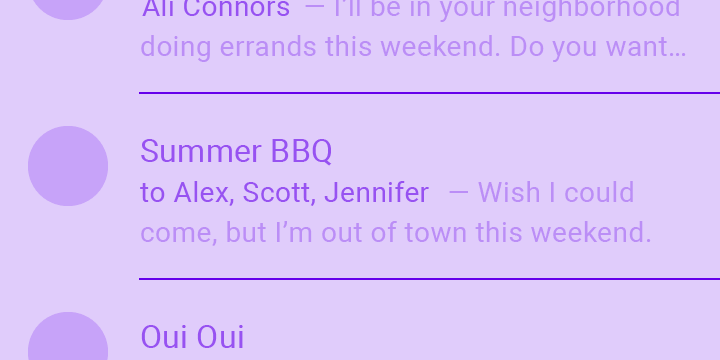 Ali Connors — I’ll be in your neighborhood
doing errands this weekend. Do you want…
Summer BBQ
to Alex, Scott, Jennifer — Wish I could
come, but I’m out of town this weekend.
Oui Oui